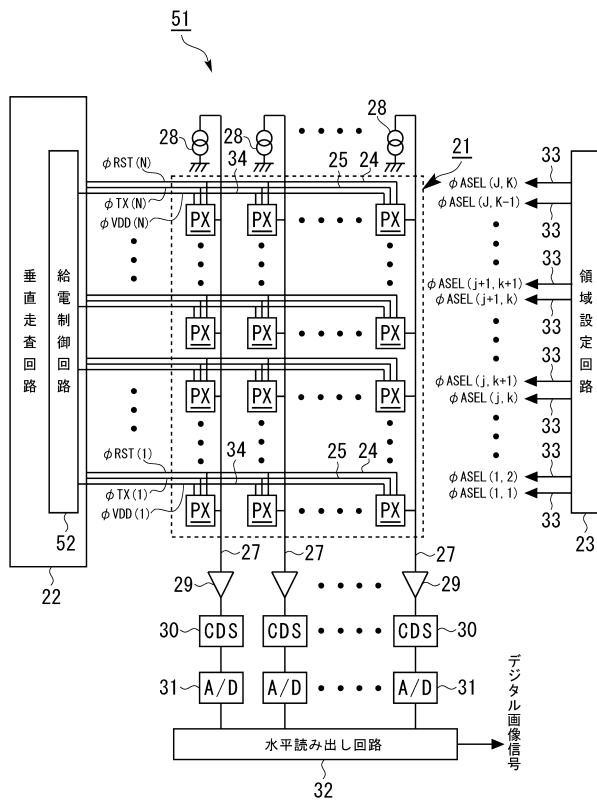 51
28
28
28
φRST(N)
34
25
24
21
φTX(N)
φVDD(N)
PX
PX
PX
33
φASEL(J,K)
φASEL(J,K-1)
33
33
φASEL(j+1,k+1)
φASEL(j+1,k)
33
PX
PX
PX
33
φASEL(j,k+1)
φASEL(j,k)
33
PX
PX
PX
垂直走査回路
給電制御回路
領域設定回路
φRST(1)
34
25
24
φTX(1)
φVDD(1)
PX
PX
PX
33
φASEL(1,2)
φASEL(1,1)
33
52
22
23
27
27
27
29
29
30
CDS
CDS
CDS
30
31
A/D
A/D
A/D
31
水平読み出し回路
32
デジタル画像信号